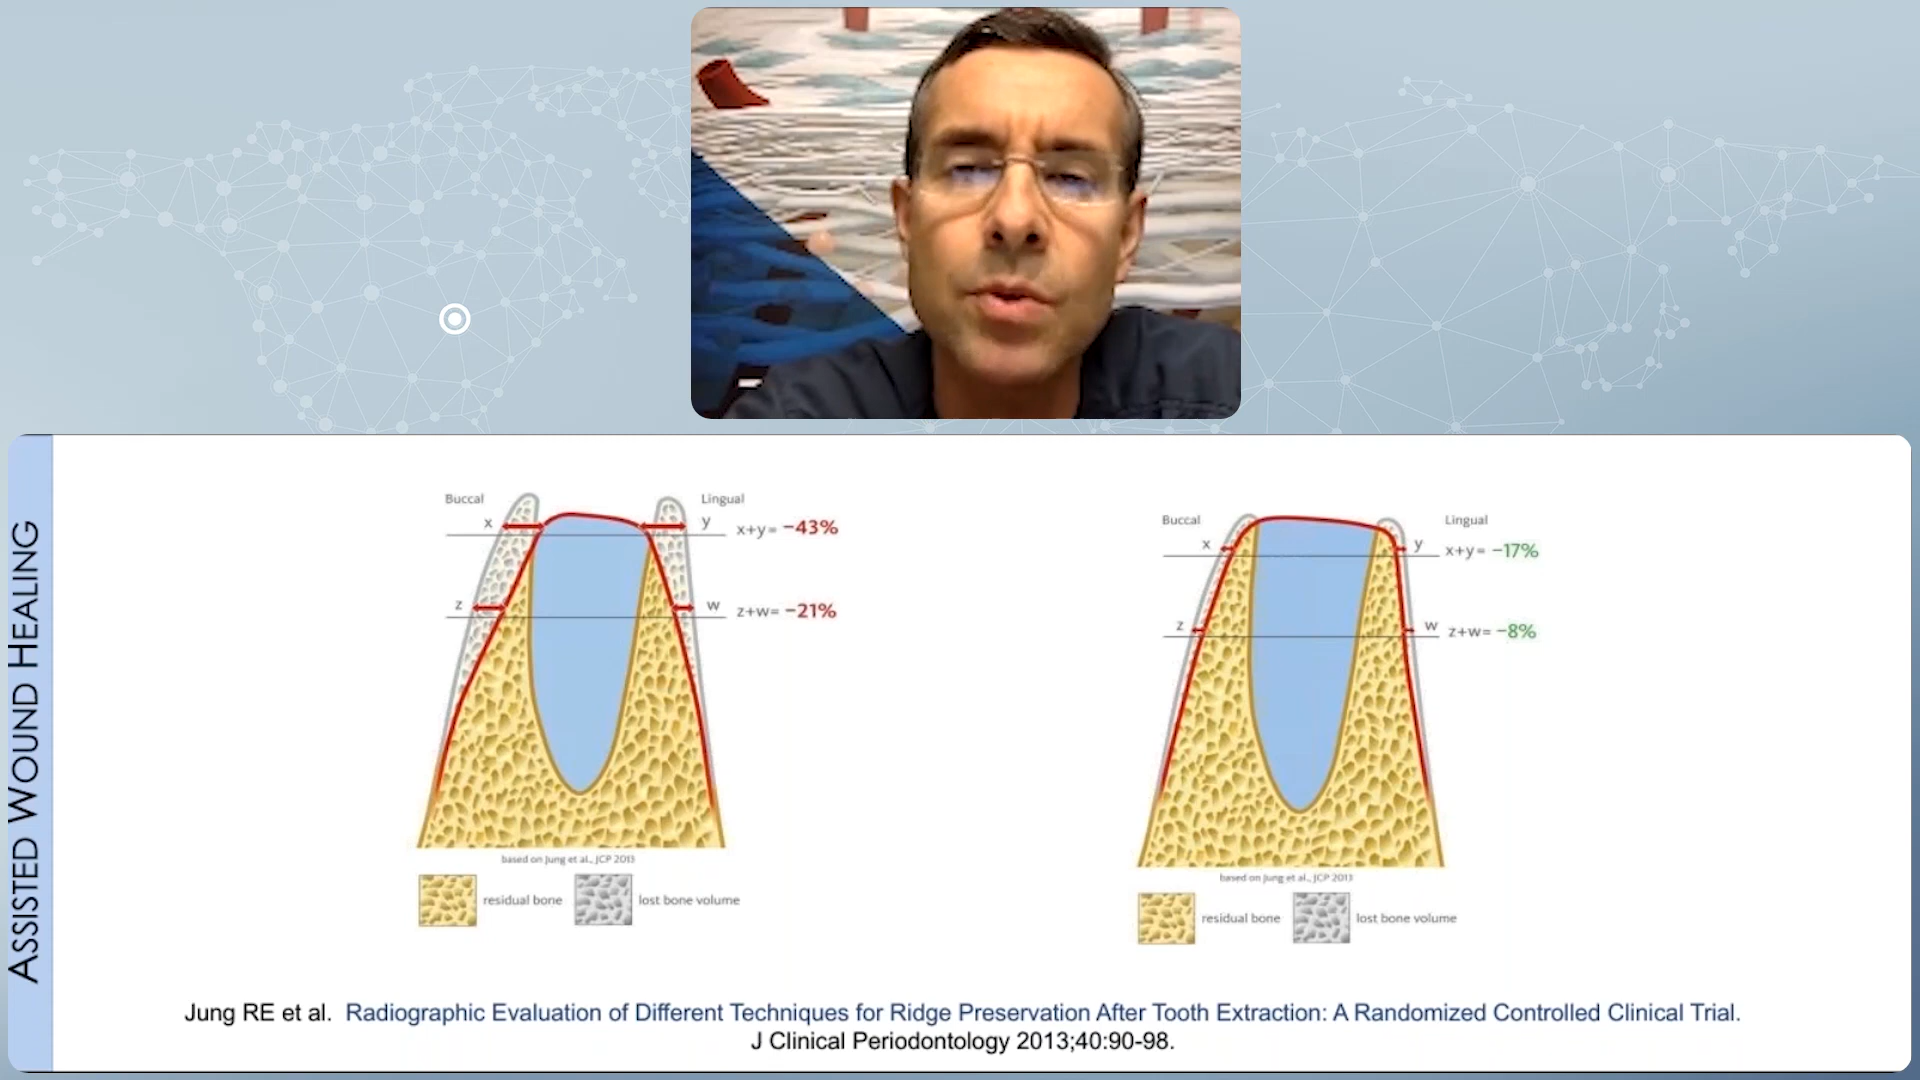 ASSISTED WOUND HEALING
Buccal
Lingual
x
y
x+y= −43%
z
w
z+w= −21%
based on Jung et al., JCP 2013
residual bone
lost bone volume
Buccal
Lingual
x
y
x+y= −17%
z
w
z+w= −8%
based on Jung et al., JCP 2013
residual bone
lost bone volume
Jung RE et al. Radiographic Evaluation of Different Techniques for Ridge Preservation After Tooth Extraction: A Randomized Controlled Clinical Trial.
J Clinical Periodontology 2013;40:90-98.